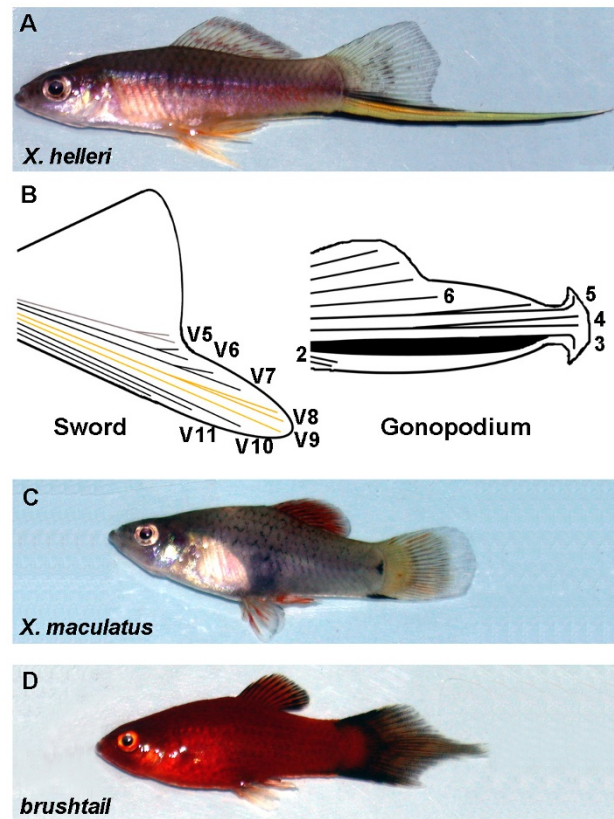 A
X. helleri
B
V5
V6
V7
V8
V9
V10
V11
Sword
2
6
5
4
3
Gonopodium
C
X. maculatus
D
brushtail